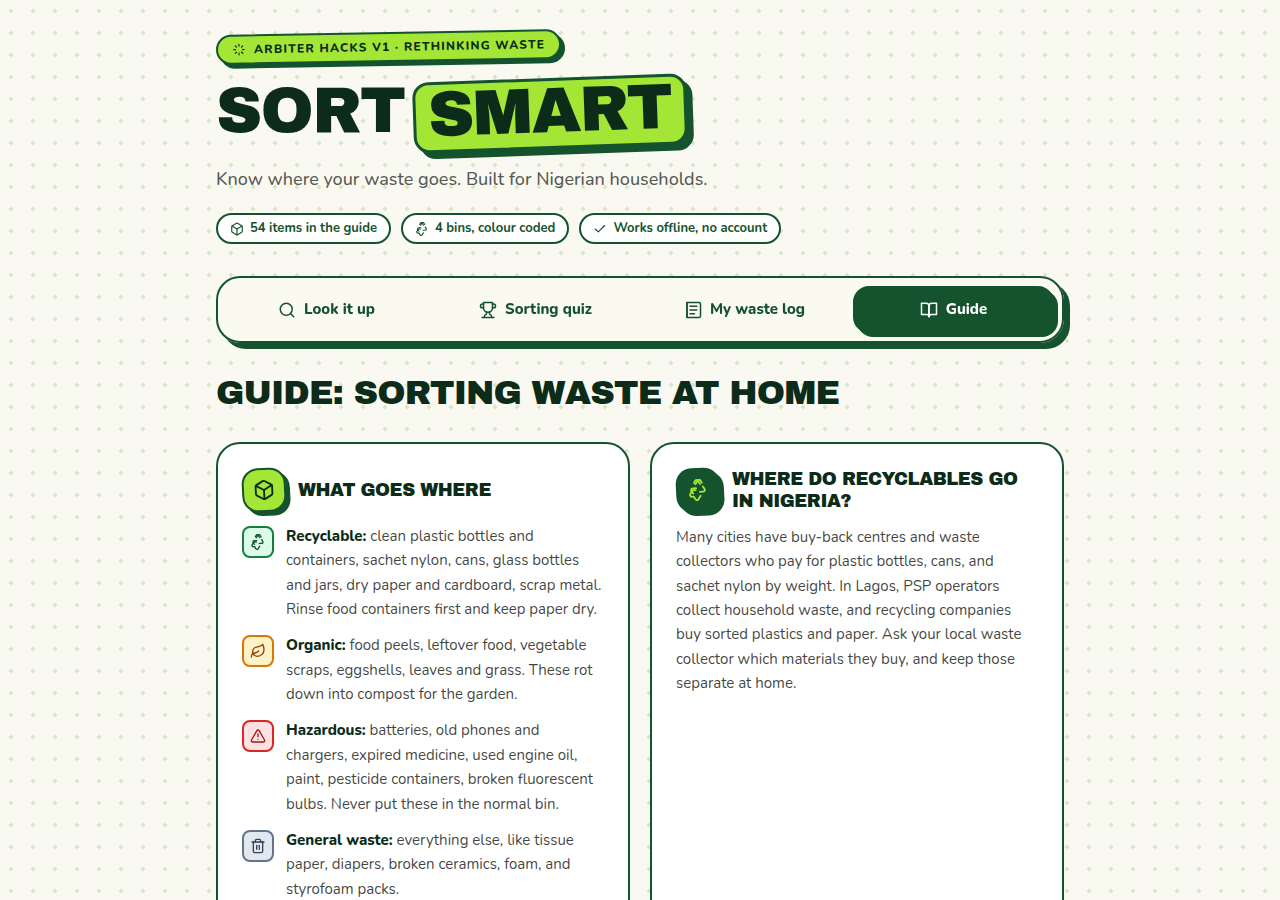 ARBITER HACKS V1 · RETHINKING WASTE
SORT SMART
Know where your waste goes. Built for Nigerian households.
54 items in the guide
4 bins, colour coded
Works offline, no account
Look it up
Sorting quiz
My waste log
Guide
GUIDE: SORTING WASTE AT HOME
WHAT GOES WHERE
Recyclable: clean plastic bottles and
containers, sachet nylon, cans, glass bottles
and jars, dry paper and cardboard, scrap metal.
Rinse food containers first and keep paper dry.
Organic: food peels, leftover food, vegetable
scraps, eggshells, leaves and grass. These rot
down into compost for the garden.
Hazardous: batteries, old phones and
chargers, expired medicine, used engine oil,
paint, pesticide containers, broken fluorescent
bulbs. Never put these in the normal bin.
General waste: everything else, like tissue
paper, diapers, broken ceramics, foam, and
styrofoam packs.
WHERE DO RECYCLABLES GO
IN NIGERIA?
Many cities have buy-back centres and waste
collectors who pay for plastic bottles, cans, and
sachet nylon by weight. In Lagos, PSP operators
collect household waste, and recycling companies
buy sorted plastics and paper. Ask your local waste
collector which materials they buy, and keep those
separate at home.